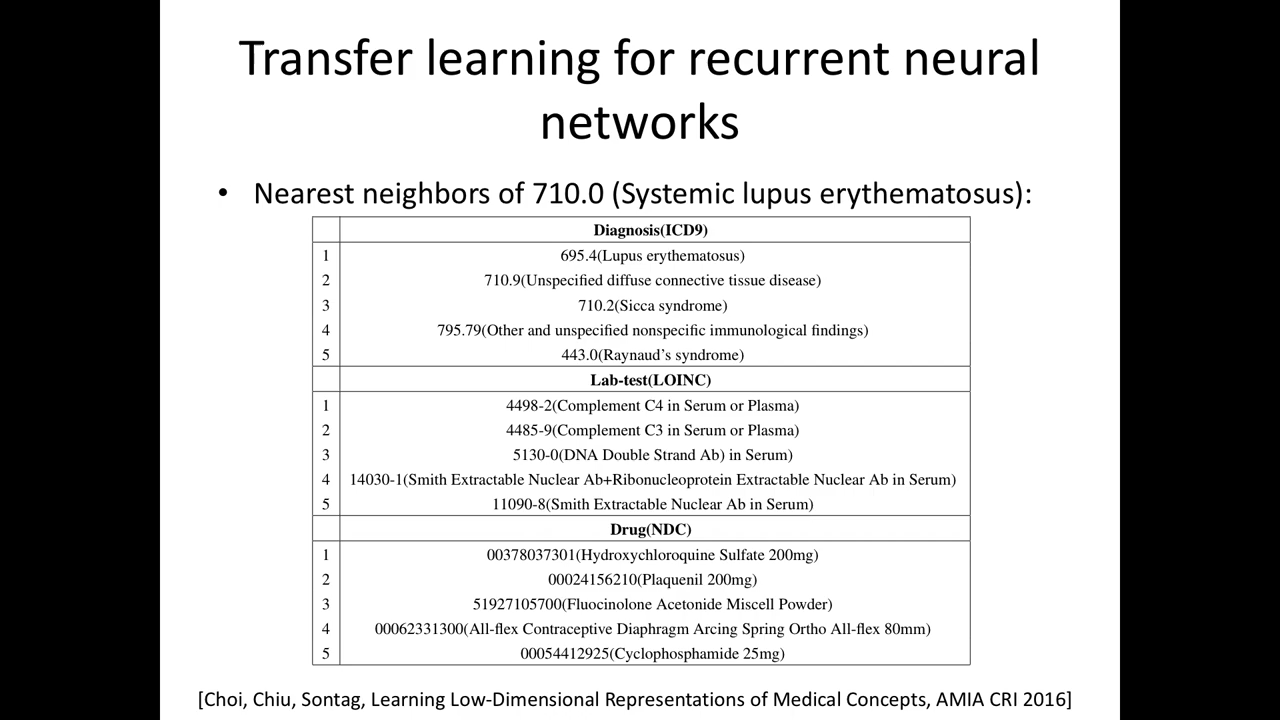 Transfer learning for recurrent neural
networks
• Nearest neighbors of 710.0 (Systemic lupus erythematosus):
Diagnosis(ICD9)
1 695.4(Lupus erythematosus)
2 710.9(Unspecified diffuse connective tissue disease)
3 710.2(Sicca syndrome)
4 795.79(Other and unspecified nonspecific immunological findings)
5 443.0(Raynaud's syndrome)
Lab-test(LOINC)
1 4498-2(Complement C4 in Serum or Plasma)
2 4485-9(Complement C3 in Serum or Plasma)
3 5130-0(DNA Double Strand Ab) in Serum)
4 14030-1(Smith Extractable Nuclear Ab+Ribonucleoprotein Extractable Nuclear Ab in Serum)
5 11090-8(Smith Extractable Nuclear Ab in Serum)
Drug(NDC)
1 00378037301(Hydroxychloroquine Sulfate 200mg)
2 00024156210(Plaquenil 200mg)
3 51927105700(Fluocinolone Acetonide Miscell Powder)
4 00062331300(All-flex Contraceptive Diaphragm Arcing Spring Ortho All-flex 80mm)
5 00054412925(Cyclophosphamide 25mg)
[Choi, Chiu, Sontag, Learning Low-Dimensional Representations of Medical Concepts, AMIA CRI 2016]